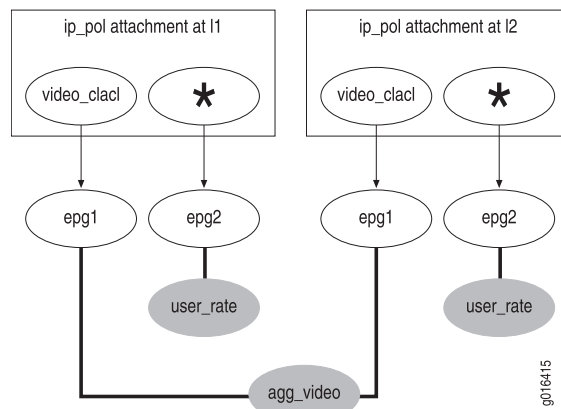 ip_pol attachment at l1
ip_pol attachment at l2
video_clacl
*
video_clacl
*
epg1
epg2
epg1
epg2
user_rate
user_rate
agg_video
g016415